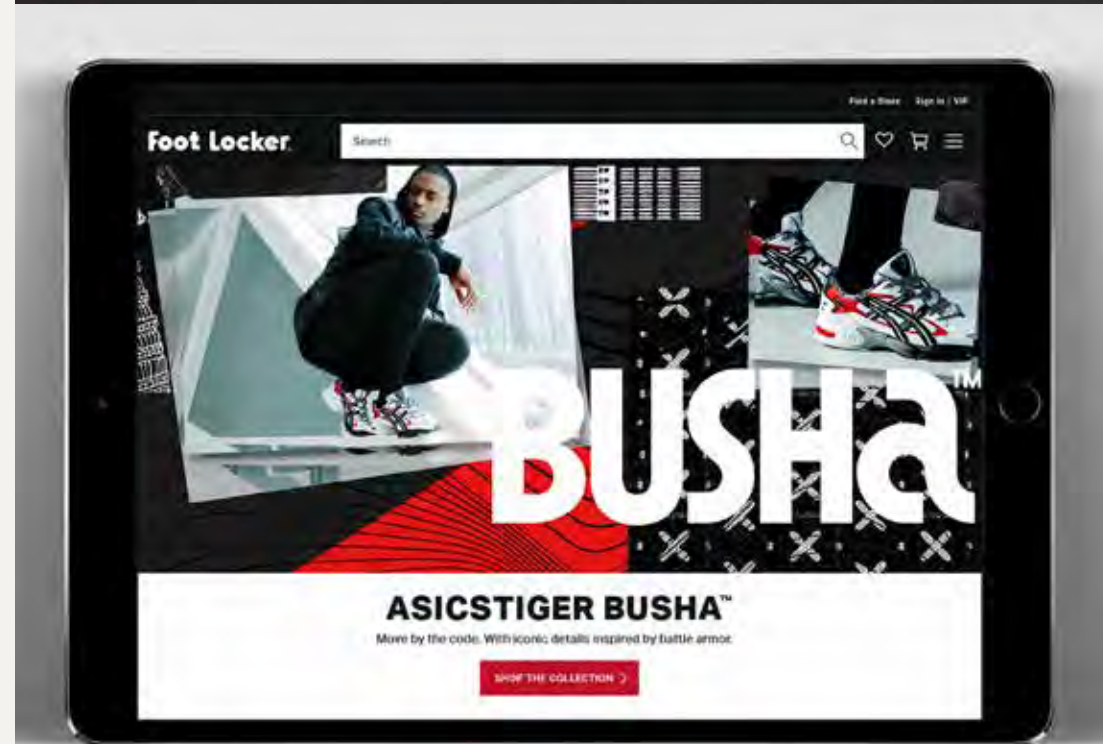 Find a Store Sign In / VIP
Foot Locker
Search
BUSHa™
ASICSTIGER BUSHA™
Move by the code. With iconic details inspired by battle armor.
SHOP THE COLLECTION